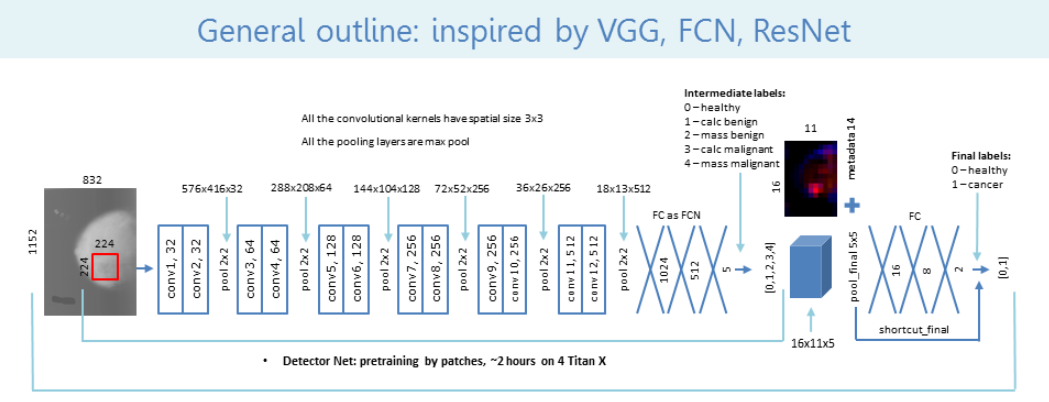 General outline: inspired by VGG, FCN, ResNet
All the convolutional kernels have spatial size 3x3
All the pooling layers are max pool
Intermediate labels:
0 – healthy
1 – calc benign
2 – mass benign
3 – calc malignant
4 – mass malignant
11
16
metadata 14
Final labels:
0 – healthy
1 – cancer
832
1152
224
224
576x416x32
288x208x64
144x104x128
72x52x256
36x26x256
18x13x512
conv1, 32
conv2, 32
pool 2x2
conv3, 64
conv4, 64
pool 2x2
conv5, 128
conv6, 128
pool 2x2
conv7, 256
conv8, 256
pool 2x2
conv9, 256
conv10, 256
pool 2x2
conv11, 512
conv12, 512
pool 2x2
FC as FCN
1024
512
5
[0,1,2,3,4]
16x11x5
pool_final 5x5
FC
16
8
2
[0,1]
shortcut_final
• Detector Net: pretraining by patches, ~2 hours on 4 Titan X